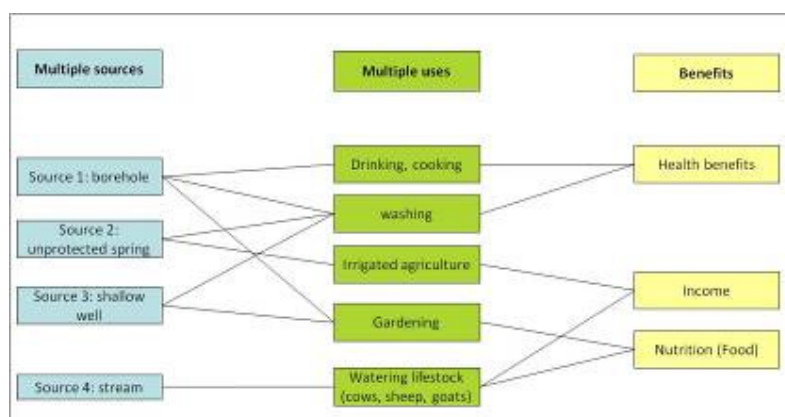 Multiple sources
Multiple uses
Benefits
Source 1: borehole
Drinking, cooking
Health benefits
Source 2:
unprotected spring
washing
Irrigated agriculture
Source 3: shallow
well
Gardening
Income
Nutrition (Food)
Source 4: stream
Watering lifestock
(cows, sheep, goats)